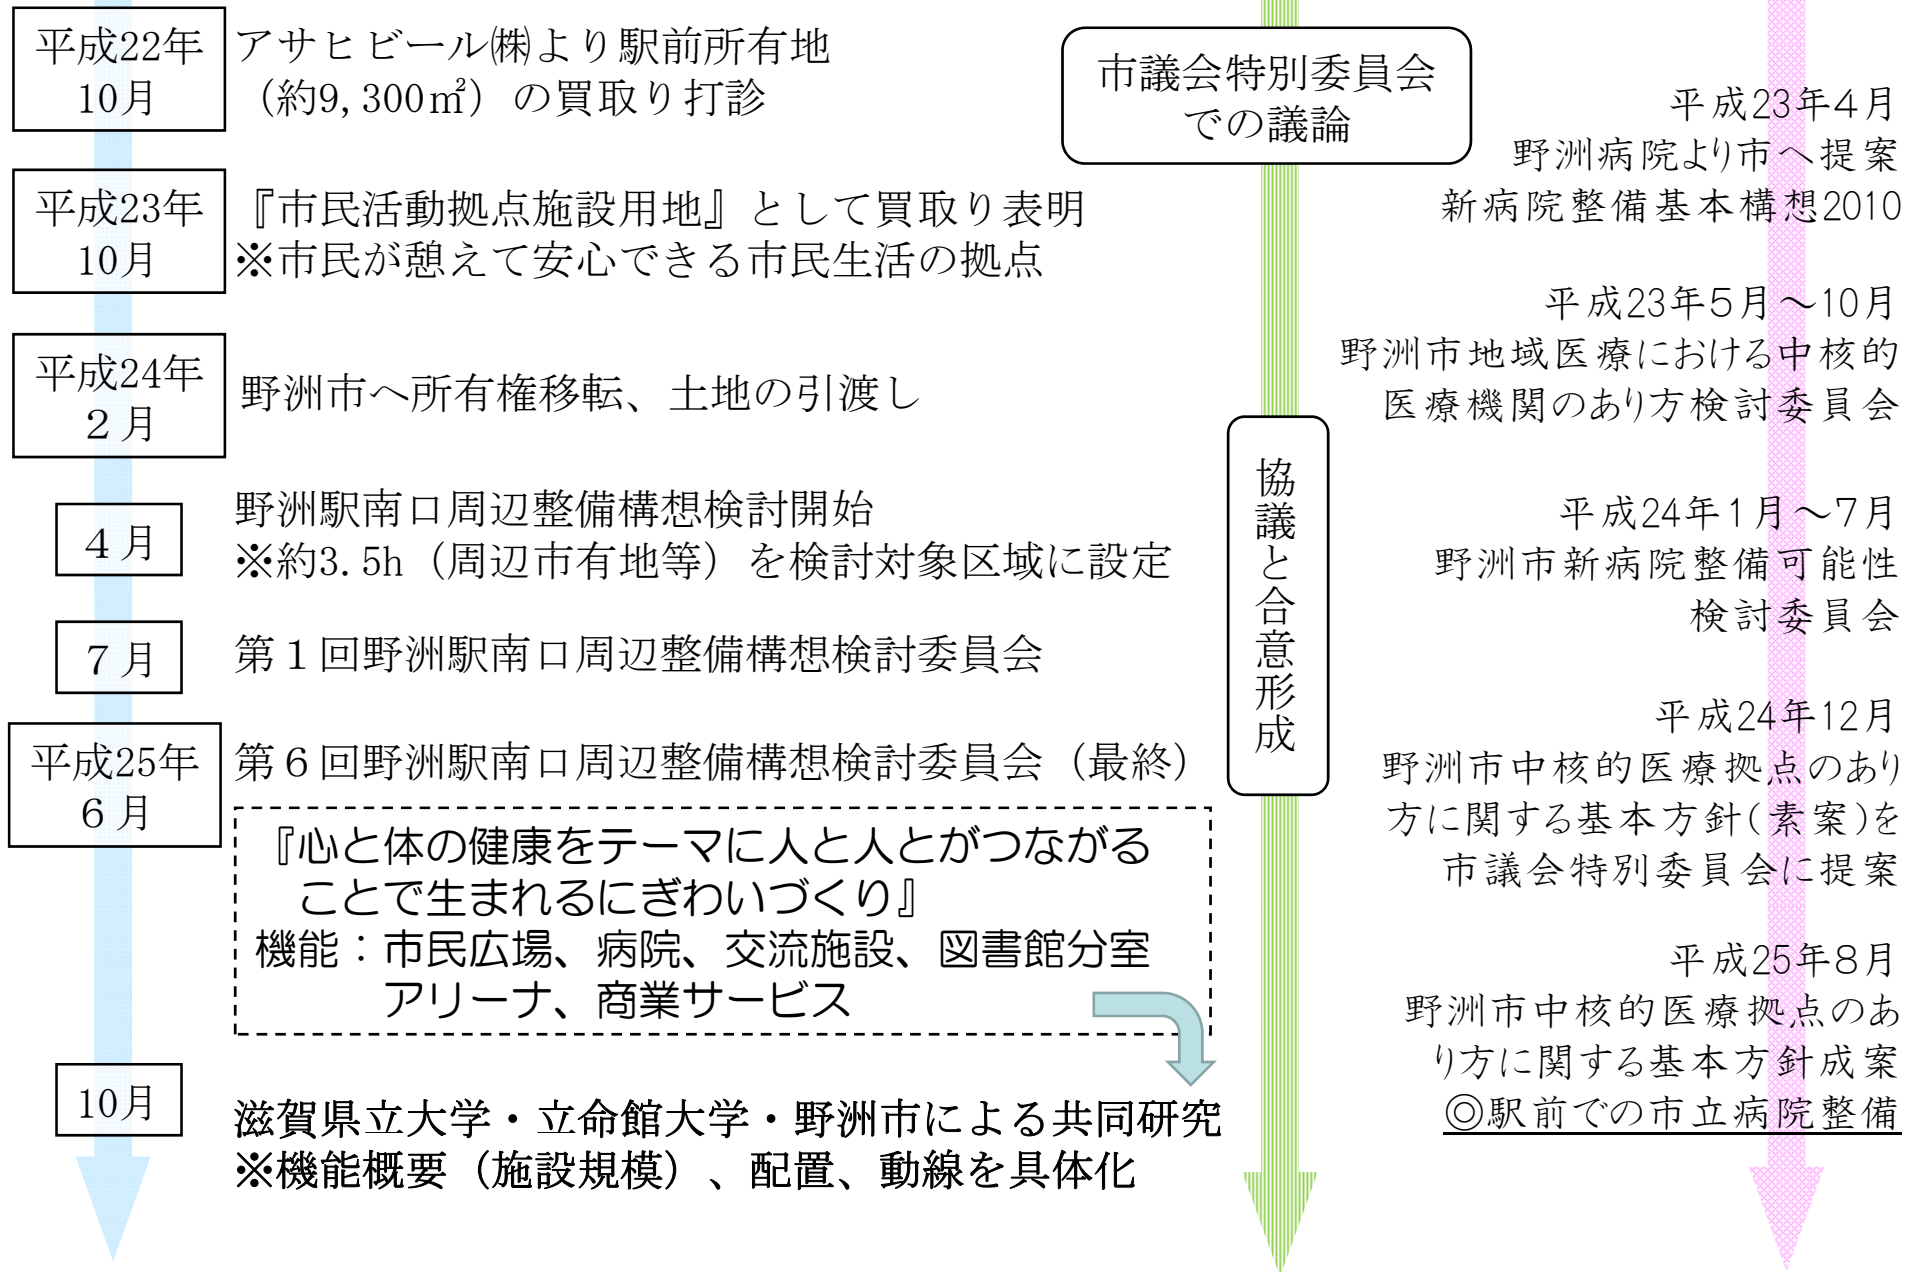 平成22年
10月
アサヒビール㈱より駅前所有地
（約9,300㎡）の買取り打診
平成23年
10月
『市民活動拠点施設用地』として買取り表明
※市民が憩えて安心できる市民生活の拠点
平成24年
２月
野洲市へ所有権移転、土地の引渡し
４月
野洲駅南口周辺整備構想検討開始
※約3.5h（周辺市有地等）を検討対象区域に設定
７月
第１回野洲駅南口周辺整備構想検討委員会
平成25年
６月
第６回野洲駅南口周辺整備構想検討委員会（最終）
『心と体の健康をテーマに人と人とがつながる
ことで生まれるにぎわいづくり』
機能：市民広場、病院、交流施設、図書館分室
アリーナ、商業サービス
10月
滋賀県立大学・立命館大学・野洲市による共同研究
※機能概要（施設規模）、配置、動線を具体化
市議会特別委員会
での議論
協議と合意形成
平成23年４月
野洲病院より市へ提案
新病院整備基本構想2010
平成23年５月～10月
野洲市地域医療における中核的
医療機関のあり方検討委員会
平成24年１月～７月
野洲市新病院整備可能性
検討委員会
平成24年12月
野洲市中核的医療拠点のあり
方に関する基本方針(素案)を
市議会特別委員会に提案
平成25年８月
野洲市中核的医療拠点のあ
り方に関する基本方針成案
◎駅前での市立病院整備